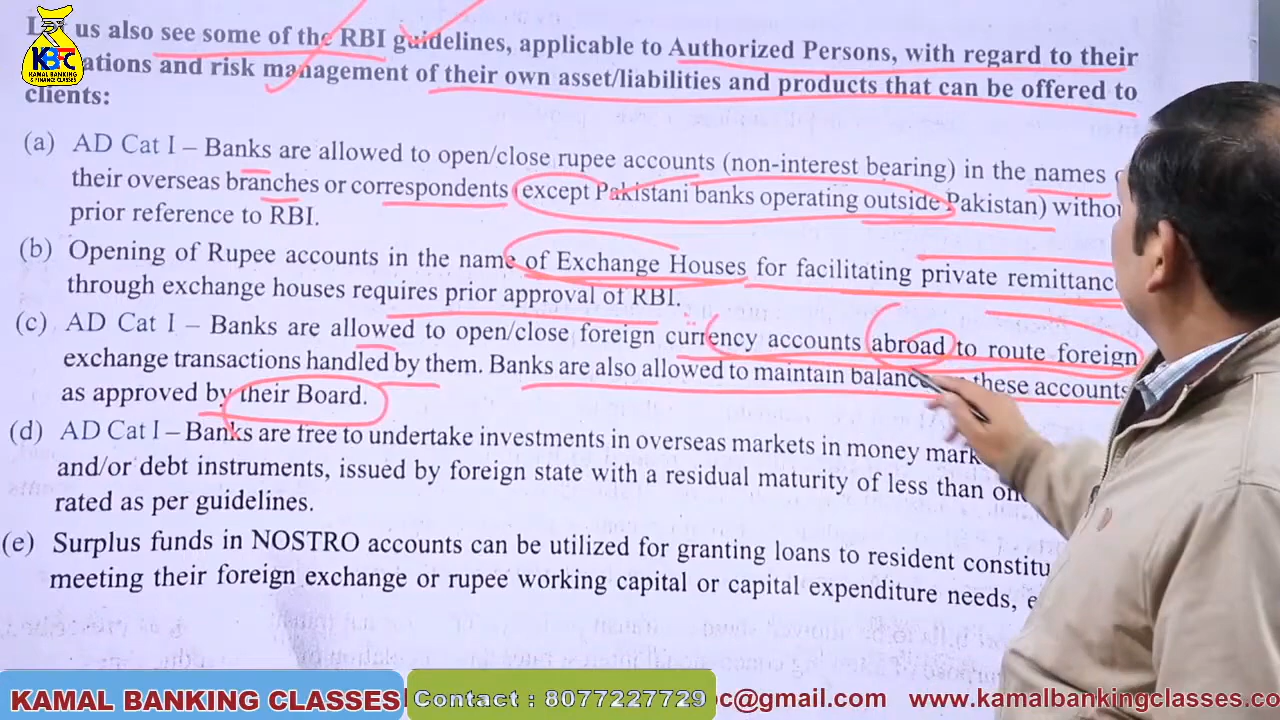 Let us also see some of the RBI guidelines, applicable to Authorized Persons, with regard to their
and risk management of their own asset/liabilities and products that can be offered to
clients:
(a) AD Cat I – Banks are allowed to open/close rupee accounts (non-interest bearing) in the names
their overseas branches or correspondents (except Pakistani banks operating outside Pakistan)
prior reference to RBI.
(b) Opening of Rupee accounts in the name of Exchange Houses for facilitating private
through exchange houses requires prior approval of RBI.
(c) AD Cat I – Banks are allowed to open/close foreign currency accounts abroad to route foreign
exchange transactions handled by them. Banks are also allowed to maintain these accounts
as approved by their Board.
(d) AD Cat I – Banks are free to undertake investments in overseas markets in money
and/or debt instruments, issued by foreign state with a residual maturity of less than
rated as per guidelines.
(e) Surplus funds in NOSTRO accounts can be utilized for granting loans to resident
meeting their foreign exchange or rupee working capital or capital expenditure needs,
KBFC
KAMAL BANKING
& FINANCE CLASSES
KAMAL BANKING CLASSES Contact : 8077227729 @gmail.com www.kamalbankingclasses.co